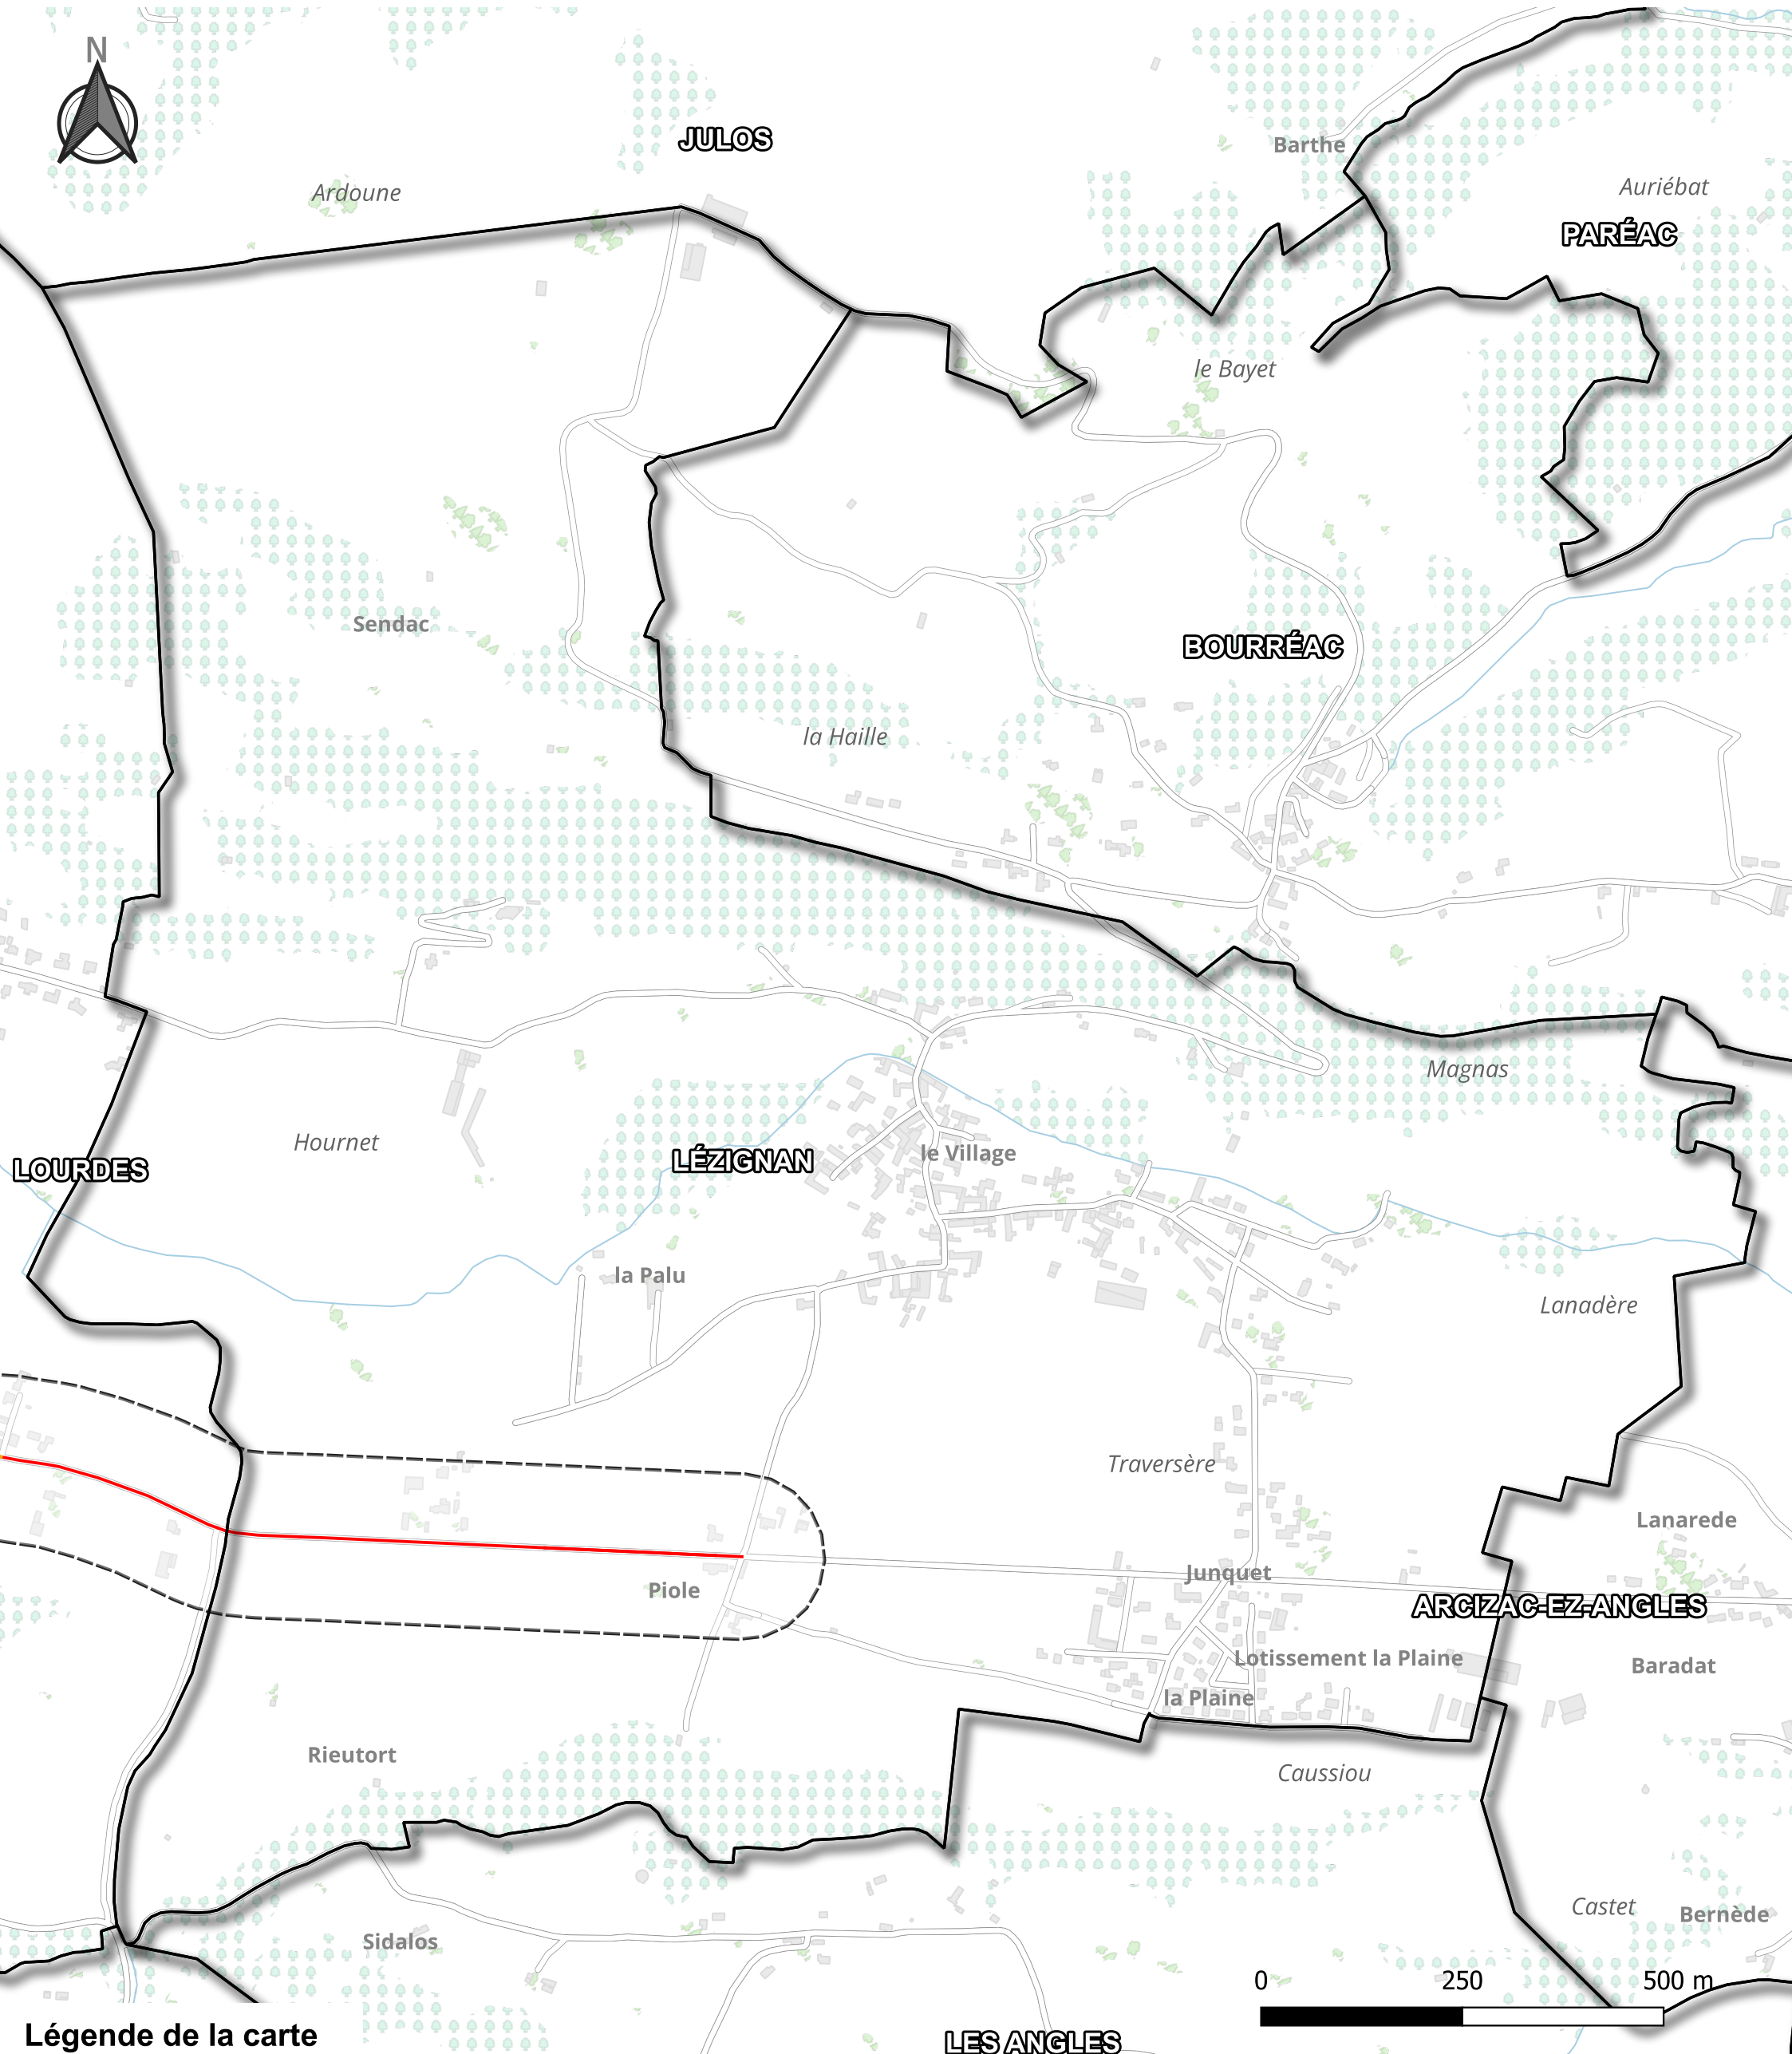 N
JULOS
Barthe
Ardoune
Auriébat
PARÉAC
le Bayet
Sendac
BOURRÉAC
la Haille
Magnas
Hournet
LÉZIGNAN
le Village
LOURDES
la Palu
Lanadère
Traversère
Lanarede
Junquet
Piole
ARCIZAC-EZ-ANGLES
Lotissement la Plaine
Baradat
la Plaine
Rieutort
Caussiou
Castet
Bernède
Sidalos
0 250 500 m
Légende de la carte
LES ANGLES